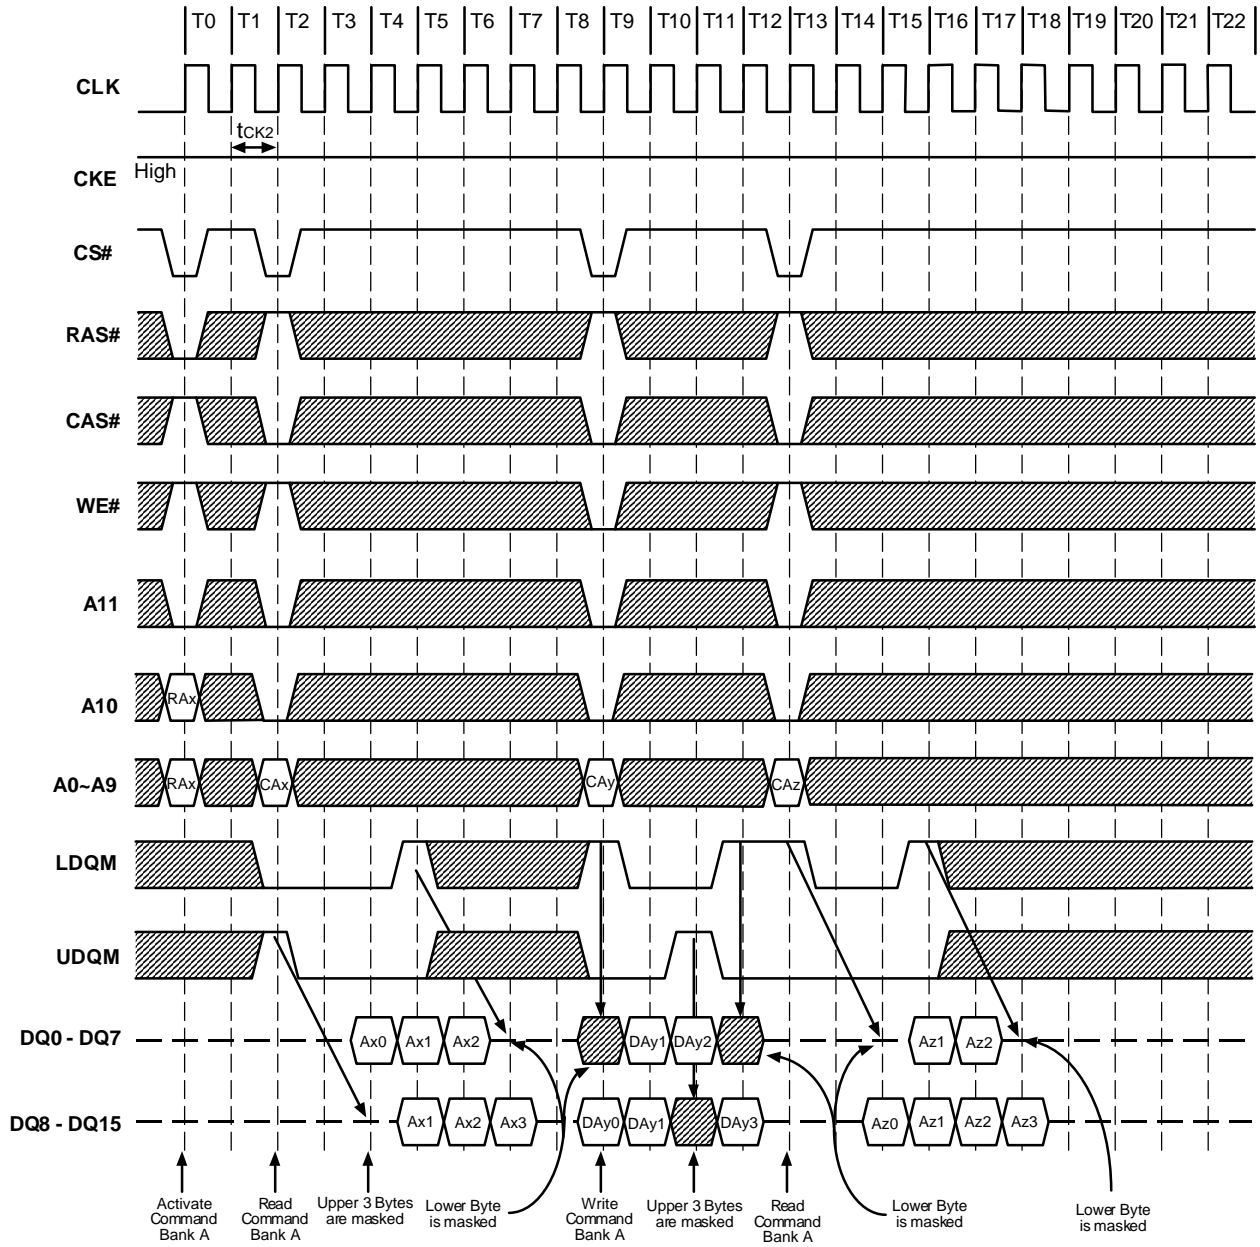 T0 T1 T2 T3 T4 T5 T6 T7 T8 T9 T10 T11 T12 T13 T14 T15 T16 T17 T18 T19 T20 T21 T22
CLK
tCK2
High
CKE
CS#
RAS#
CAS#
WE#
A11
A10 RAx
A0~A9 RAx CAx CAy CAz
LDQM
UDQM
DQ0 - DQ7 Ax0 Ax1 Ax2 DAy1 DAy2 Az1 Az2
DQ8 - DQ15 Ax1 Ax2 Ax3 DAy0 DAy1 DAy3 Az0 Az1 Az2 Az3
Activate
Command
Bank A
Read
Command
Bank A
Upper 3 Bytes
are masked
Lower Byte
is masked
Write
Command
Bank A
Upper 3 Bytes
are masked
Read
Command
Bank A
Lower Byte
is masked
Lower Byte
is masked